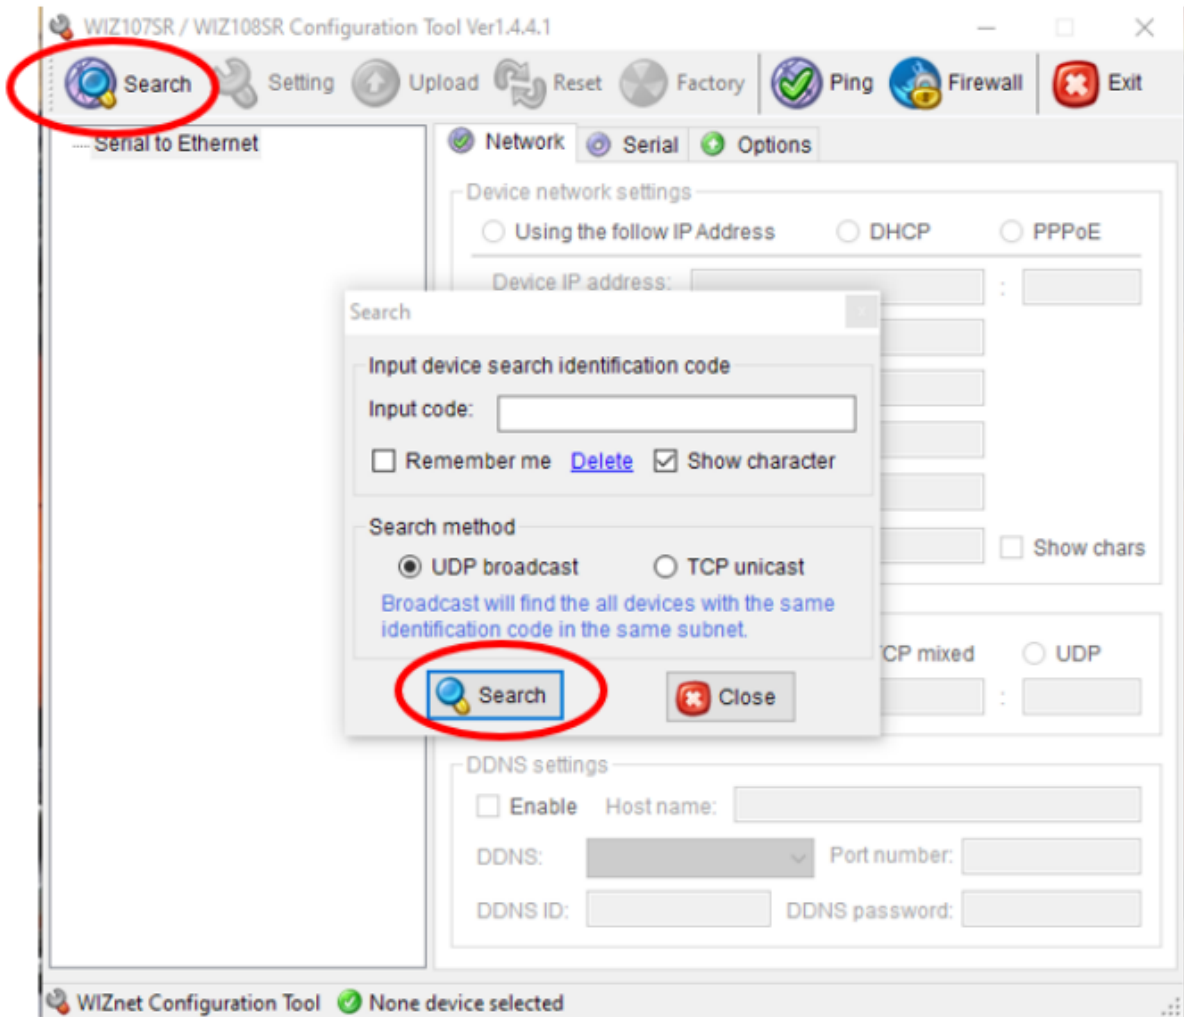 WIZ107SR / WIZ108SR Configuration Tool Ver1.4.4.1
Search Setting Upload Reset Factory Ping Firewall Exit
Serial to Ethernet
Network Serial Options
Device network settings
Using the follow IP Address DHCP PPPoE
Device IP address: :
Search
Input device search identification code
Input code:
Remember me Delete Show character
Search method
UDP broadcast TCP unicast
Broadcast will find the all devices with the same
identification code in the same subnet.
Search Close
Show chars
CP mixed UDP
:
DDNS settings
Enable Host name:
DDNS: Port number:
DDNS ID: DDNS password:
WIZnet Configuration Tool None device selected